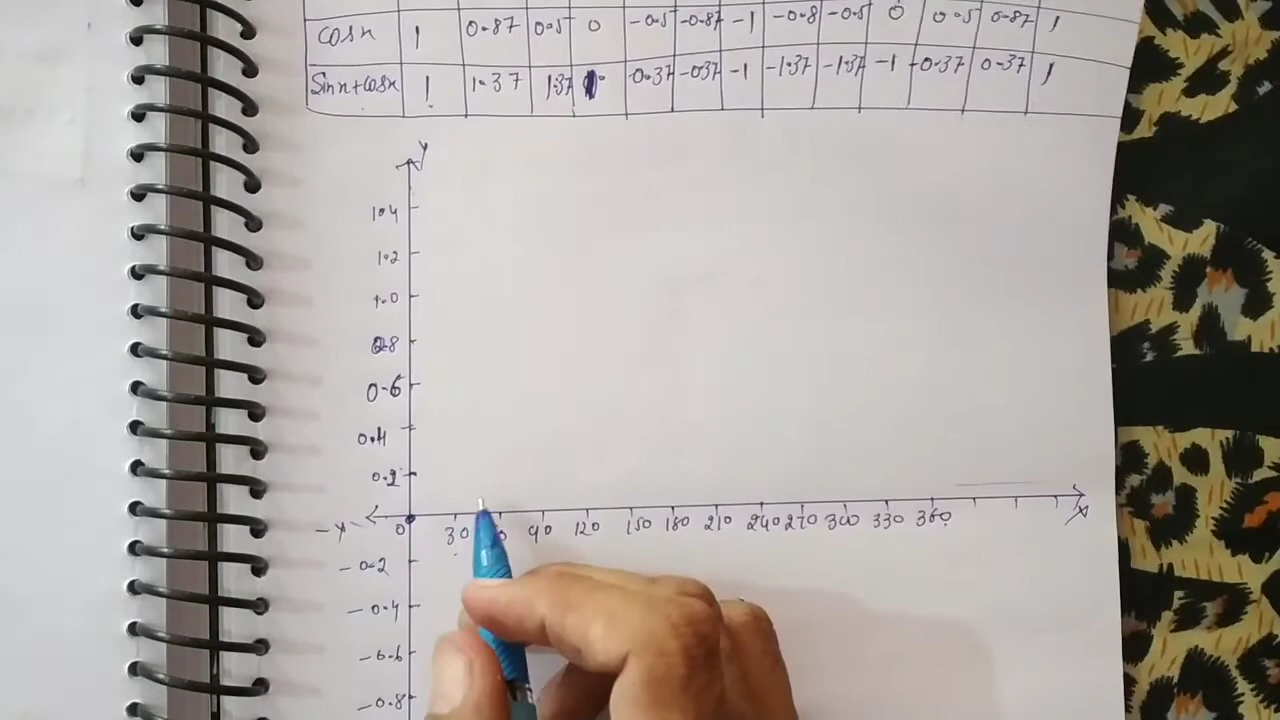 cosx 1 0.87 0.5 0 -0.5 -0.87 -1 -0.8 -0.5 0 0.5 0.87 1
Sinx+cosx 1 1.37 1.37 0.37 -0.37 -1 -1.37 -1.37 -1 -0.37 0.37 1
Y
1.4
1.2
1.0
0.8
0.6
0.4
0.2
-X 0 30 90 120 150 180 210 240 270 300 330 360 X
-0.2
-0.4
-0.6
-0.8